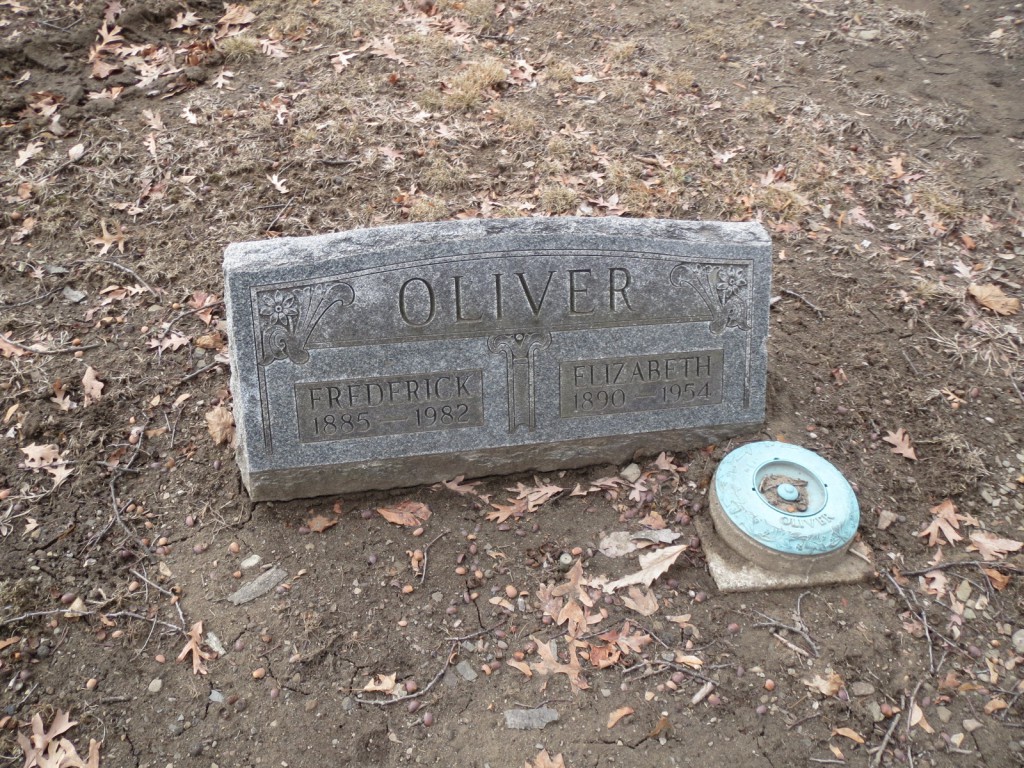 OLIVER
FREDERICK
1885 — 1982
ELIZABETH
1890 — 1954
OLIVER